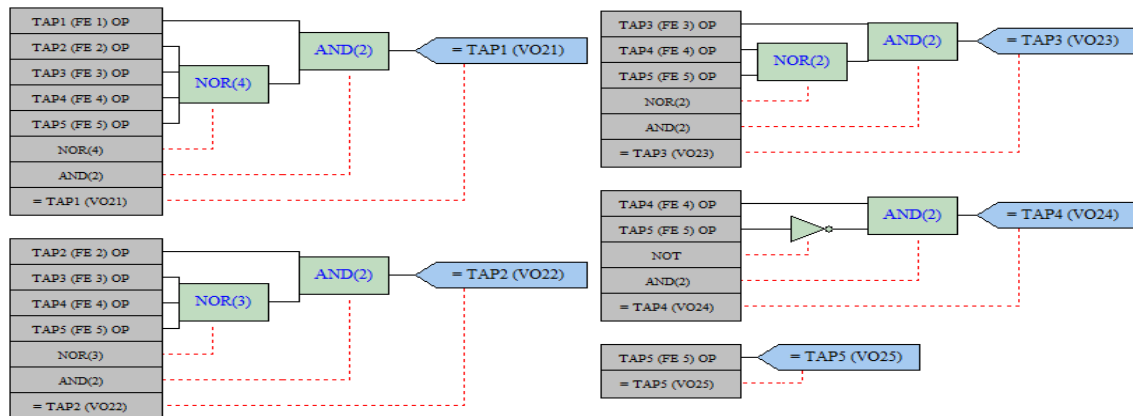 TAP1 (FE 1) OP
TAP2 (FE 2) OP
TAP3 (FE 3) OP
TAP4 (FE 4) OP
TAP5 (FE 5) OP
NOR(4)
AND(2)
= TAP1 (VO21)
NOR(4)
AND(2)
= TAP1 (VO21)
TAP2 (FE 2) OP
TAP3 (FE 3) OP
TAP4 (FE 4) OP
TAP5 (FE 5) OP
NOR(3)
AND(2)
= TAP2 (VO22)
NOR(3)
AND(2)
= TAP2 (VO22)
TAP3 (FE 3) OP
TAP4 (FE 4) OP
TAP5 (FE 5) OP
NOR(2)
AND(2)
= TAP3 (VO23)
NOR(2)
AND(2)
= TAP3 (VO23)
TAP4 (FE 4) OP
TAP5 (FE 5) OP
NOT
AND(2)
= TAP4 (VO24)
AND(2)
= TAP4 (VO24)
TAP5 (FE 5) OP
= TAP5 (VO25)
= TAP5 (VO25)